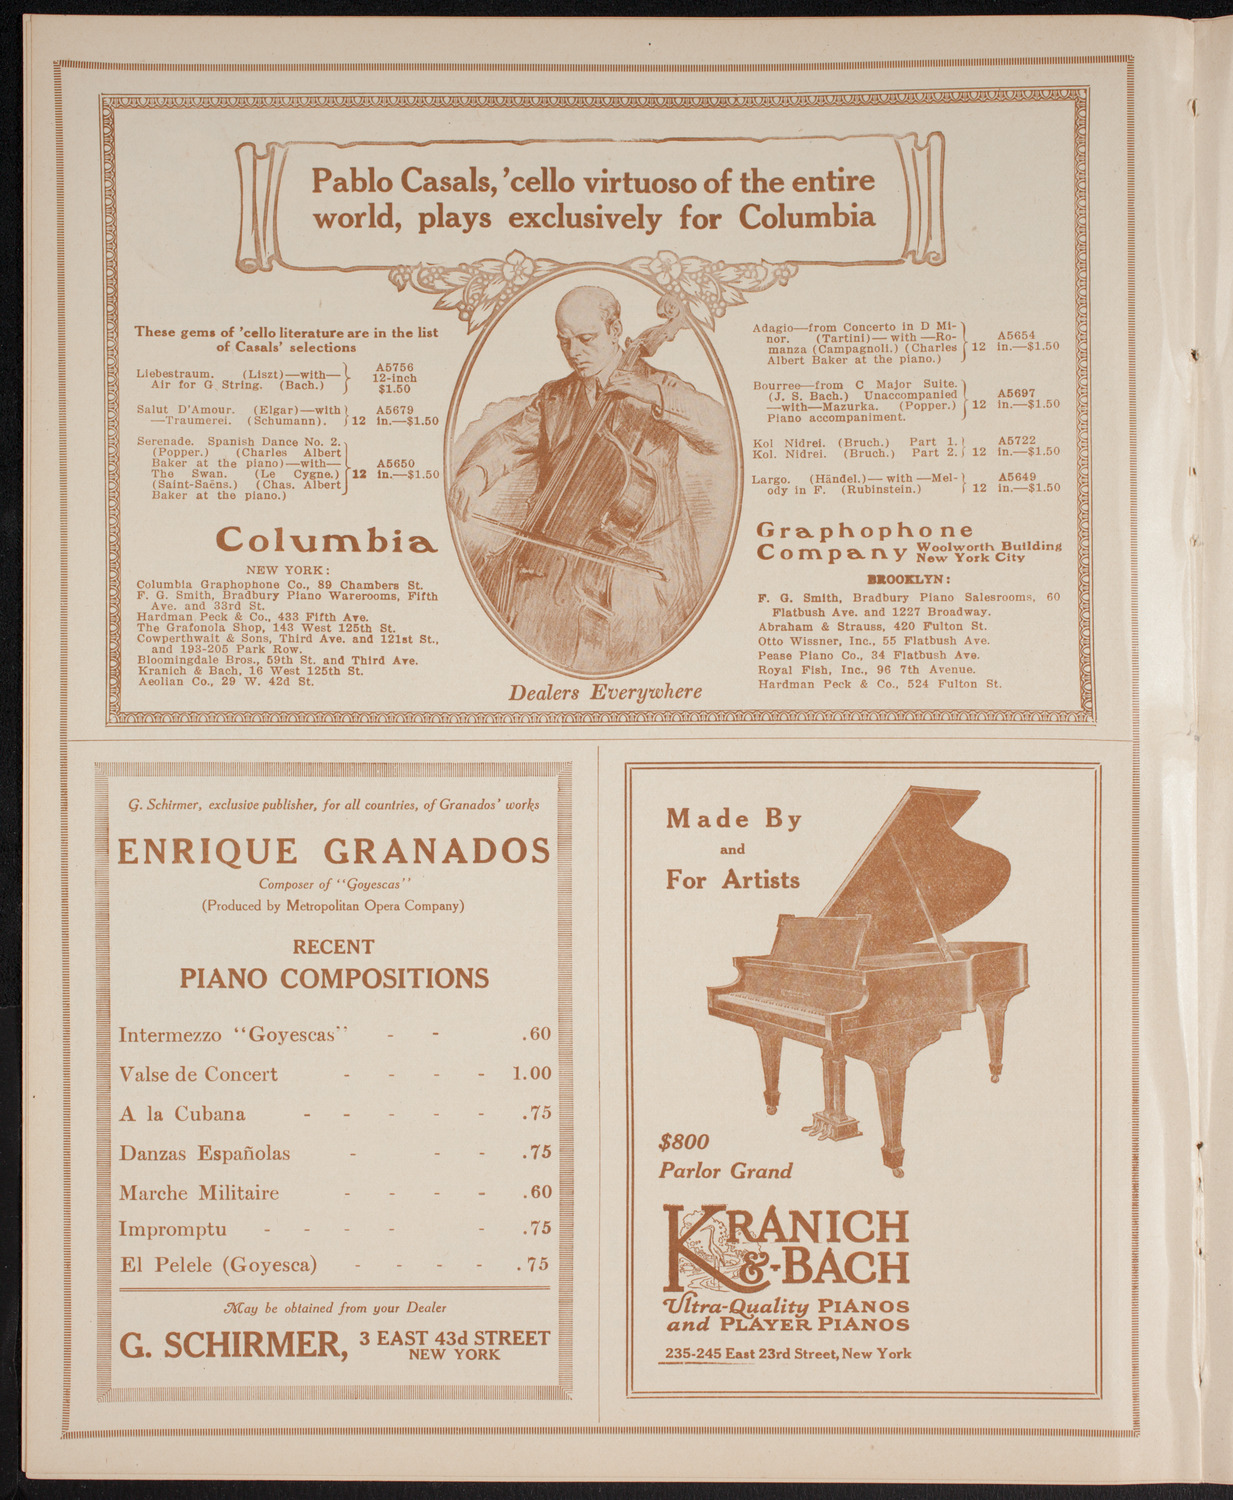 Pablo Casals, 'cello virtuoso of the entire
world, plays exclusively for Columbia
These gems of 'cello literature are in the list
of Casals' selections
Liebestraum. (Liszt)—with—
Air for G String. (Bach.)
A5756
12-inch
$1.50
Salut D'Amour. (Elgar)—with
—Traumerei. (Schumann).
A5679
12 in.—$1.50
Serenade. Spanish Dance No. 2.
(Popper.) (Charles Albert
Baker at the piano)—with—
The Swan. (Le Cygne.)
(Saint-Saëns.) (Chas. Albert
Baker at the piano.)
A5650
12 in.—$1.50
Adagio—from Concerto in D Mi-
nor. (Tartini)— with —Ro-
manza (Campagnoli.) (Charles
Albert Baker at the piano.)
A5654
12 in.—$1.50
Bourree—from C Major Suite.
(J. S. Bach.) Unaccompanied
—with—Mazurka. (Popper.)
Piano accompaniment.
A5697
12 in.—$1.50
Kol Nidrei. (Bruch.) Part 1.
Kol. Nidrei. (Bruch.) Part 2.
A5722
12 in.—$1.50
Largo. (Händel.)— with —Mel-
ody in F. (Rubinstein.)
A5649
12 in.—$1.50
Columbia
NEW YORK:
Columbia Graphophone Co., 89 Chambers St.
F. G. Smith, Bradbury Piano Warerooms, Fifth
Ave. and 33rd St.
Hardman Peck & Co., 433 Fifth Ave.
The Grafonola Shop, 143 West 125th St.
Cowperthwait & Sons, Third Ave. and 121st St.,
and 193-205 Park Row.
Bloomingdale Bros., 59th St. and Third Ave.
Kranich & Bach, 16 West 125th St.
Aeolian Co., 29 W. 42d St.
Graphophone
Company Woolworth Building
New York City
BROOKLYN:
F. G. Smith, Bradbury Piano Salesrooms, 60
Flatbush Ave. and 1227 Broadway.
Abraham & Strauss, 420 Fulton St.
Otto Wissner, Inc., 55 Flatbush Ave.
Pease Piano Co., 34 Flatbush Ave.
Royal Fish, Inc., 96 7th Avenue.
Hardman Peck & Co., 524 Fulton St.
Dealers Everywhere
G. Schirmer, exclusive publisher, for all countries, of Granados' works
ENRIQUE GRANADOS
Composer of "Goyescas"
(Produced by Metropolitan Opera Company)
RECENT
PIANO COMPOSITIONS
Intermezzo "Goyescas" - - .60
Valse de Concert - - - - 1.00
A la Cubana - - - - - .75
Danzas Españolas - - - .75
Marche Militaire - - - - .60
Impromptu - - - - - .75
El Pelele (Goyesca) - - - - .75
May be obtained from your Dealer
G. SCHIRMER, 3 EAST 43d STREET
NEW YORK
Made By
and
For Artists
$800
Parlor Grand
KRANICH
&-BACH
Ultra-Quality PIANOS
and PLAYER PIANOS
235-245 East 23rd Street, New York